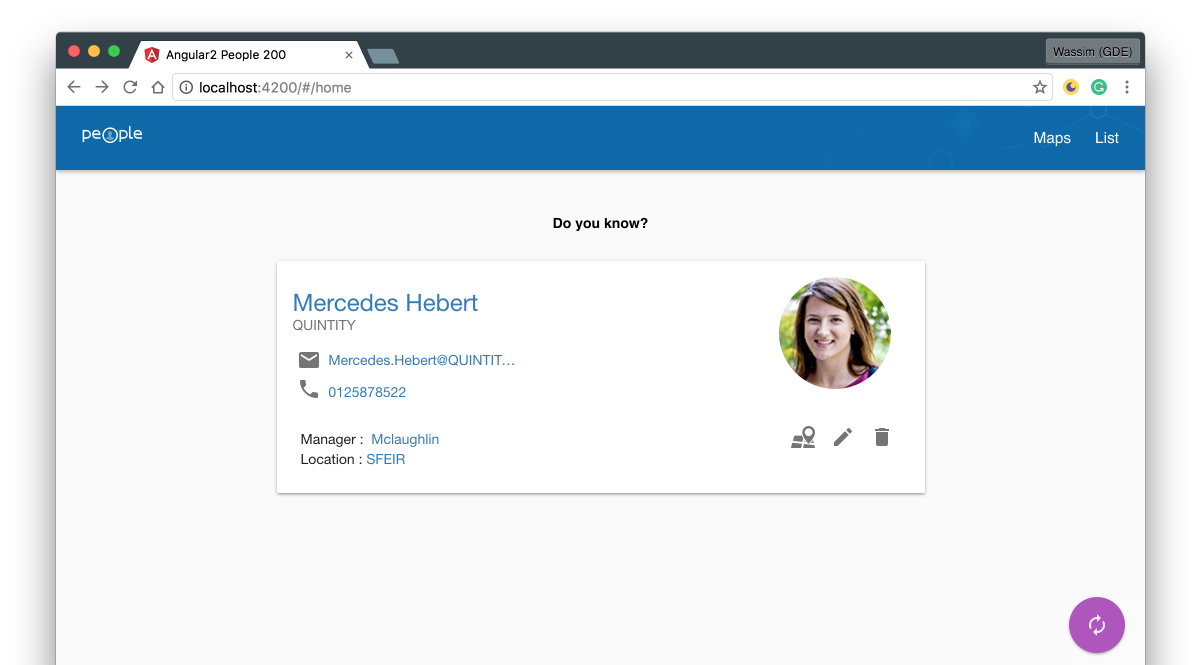 Angular2 People 200
Wassim (GDE)
localhost:4200/#/home
people
Maps
List
Do you know?
Mercedes Hebert
QUINTITY
Mercedes.Hebert@QUINTIT…
0125878522
Manager : Mclaughlin
Location : SFEIR